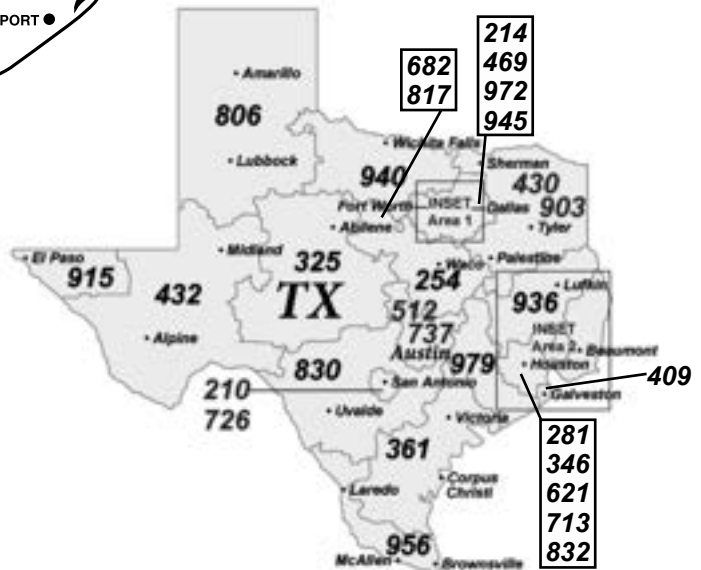 PORT
214
469
972
945
682
817
Amarillo
806
Wichita Falls
Sherman
Lubbock
940
430
Fort Worth
INSET
Area 1
Dallas
903
Abilene
Tyler
El Paso
Midland
325
Waco
Palestine
915
254
432
TX
936
Lufkin
512
INSET
Area 2
737
Alpine
Austin
979
Beaumont
830
Houston
409
210
San Antonio
Galveston
726
Uvalde
Victoria
281
346
621
713
832
361
Laredo
Corpus
Christi
956
McAllen
Brownsville